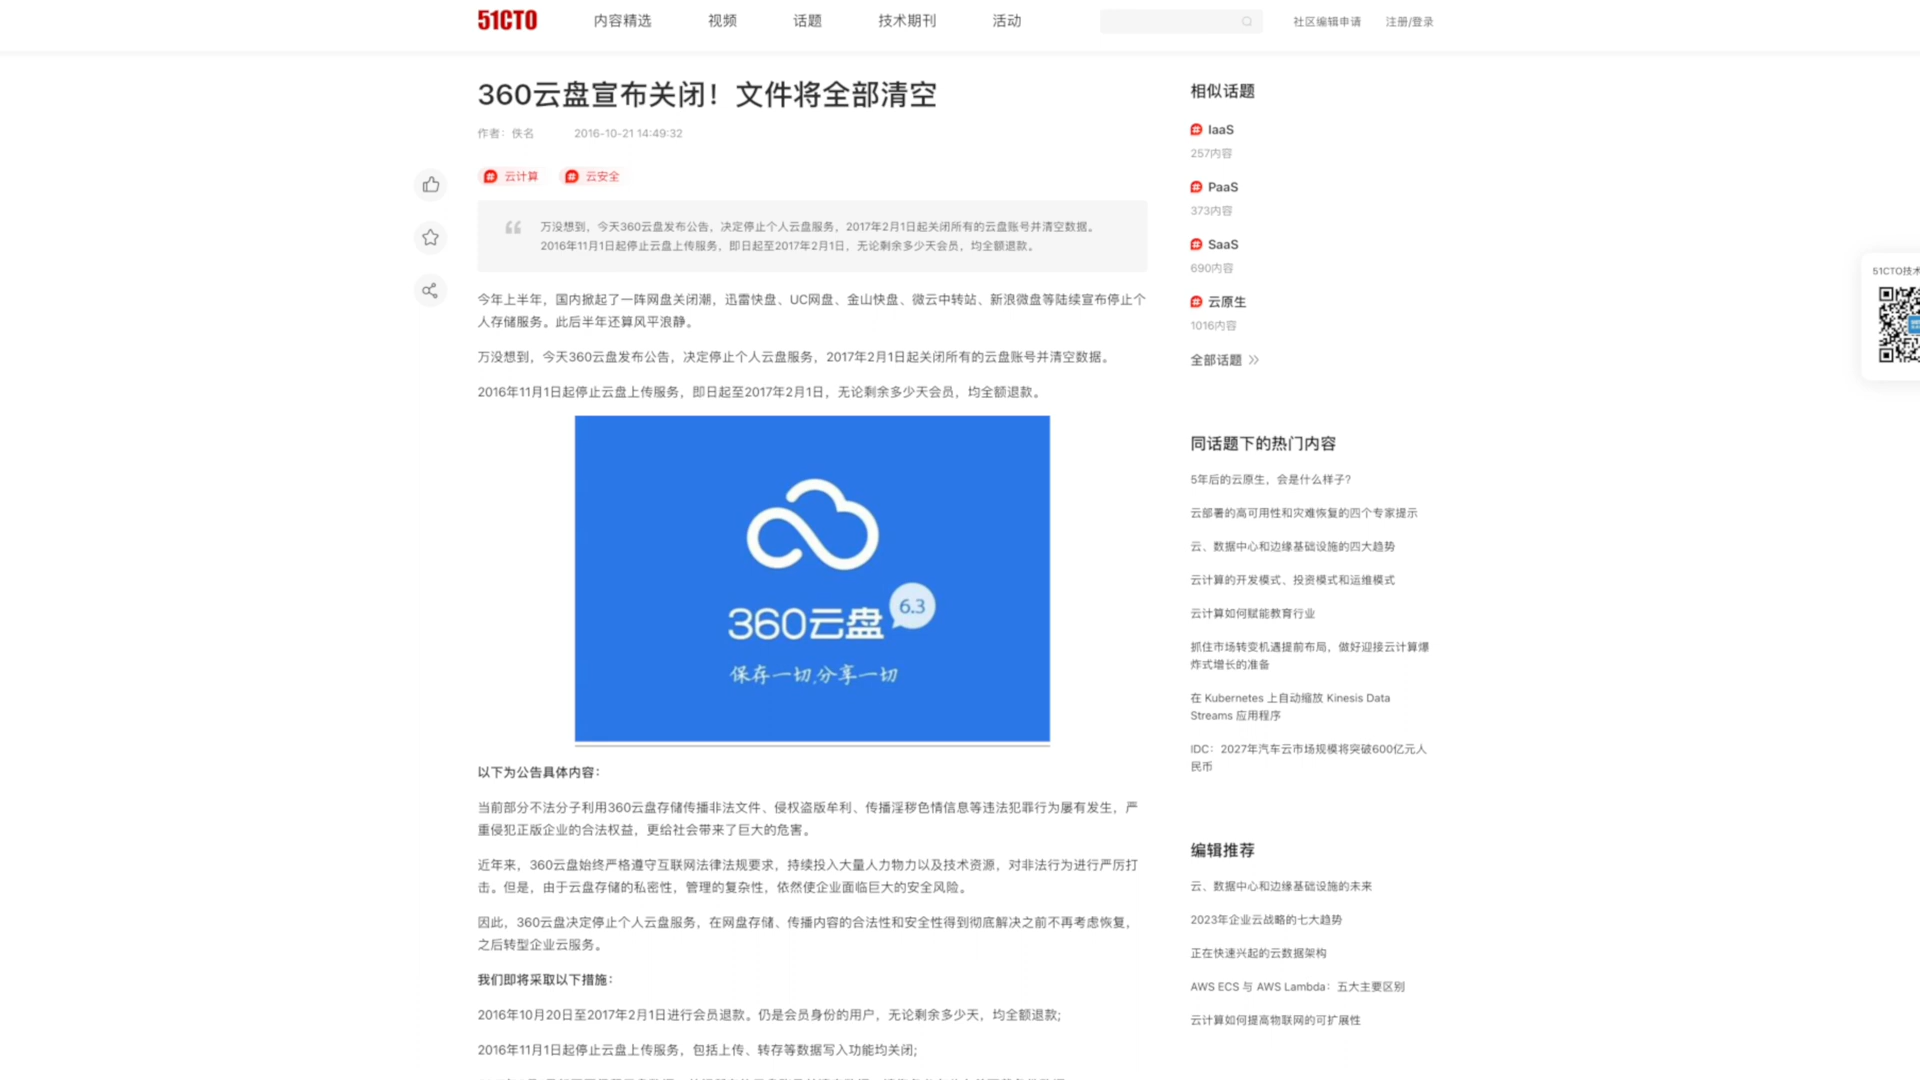 51CTO 内容精选 视频 话题 技术期刊 活动 社区编辑申请 注册/登录
360云盘宣布关闭！文件将全部清空
作者：佚名 2016-10-21 14:49:32
云计算 云安全
万没想到，今天360云盘发布公告，决定停止个人云盘服务，2017年2月1日起关闭所有的云盘账号并清空数据。
2016年11月1日起停止云盘上传服务，即日起至2017年2月1日，无论剩余多少天会员，均全额退款。
今年上半年，国内掀起了一阵网盘关闭潮，迅雷快盘、UC网盘、金山快盘、微云中转站、新浪微盘等陆续宣布停止个
人存储服务。此后半年还算风平浪静。
万没想到，今天360云盘发布公告，决定停止个人云盘服务，2017年2月1日起关闭所有的云盘账号并清空数据。
2016年11月1日起停止云盘上传服务，即日起至2017年2月1日，无论剩余多少天会员，均全额退款。
360云盘
6.3
保存一切,分享一切
以下为公告具体内容：
当前部分不法分子利用360云盘存储传播非法文件、侵权盗版牟利、传播淫秽色情信息等违法犯罪行为屡有发生，严
重侵犯正版企业的合法权益，更给社会带来了巨大的危害。
近年来，360云盘始终严格遵守互联网法律法规要求，持续投入大量人力物力以及技术资源，对非法行为进行严厉打
击。但是，由于云盘存储的私密性，管理的复杂性，依然使企业面临巨大的安全风险。
因此，360云盘决定停止个人云盘服务，在网盘存储、传播内容的合法性和安全性得到彻底解决之前不再考虑恢复，
之后转型企业云服务。
我们即将采取以下措施：
2016年10月20日至2017年2月1日进行会员退款。仍是会员身份的用户，无论剩余多少天，均全额退款;
2016年11月1日起停止云盘上传服务，包括上传、转存等数据写入功能均关闭;
相似话题
IaaS
257内容
PaaS
373内容
SaaS
690内容
云原生
1016内容
全部话题
同话题下的热门内容
5年后的云原生，会是什么样子?
云部署的高可用性和灾难恢复的四个专家提示
云、数据中心和边缘基础设施的四大趋势
云计算的开发模式、投资模式和运维模式
云计算如何赋能教育行业
抓住市场转变机遇提前布局，做好迎接云计算爆
炸式增长的准备
在 Kubernetes 上自动缩放 Kinesis Data
Streams 应用程序
IDC：2027年汽车云市场规模将突破600亿元人
民币
编辑推荐
云、数据中心和边缘基础设施的未来
2023年企业云战略的七大趋势
正在快速兴起的云数据架构
AWS ECS 与 AWS Lambda：五大主要区别
云计算如何提高物联网的可扩展性
51CTO技术